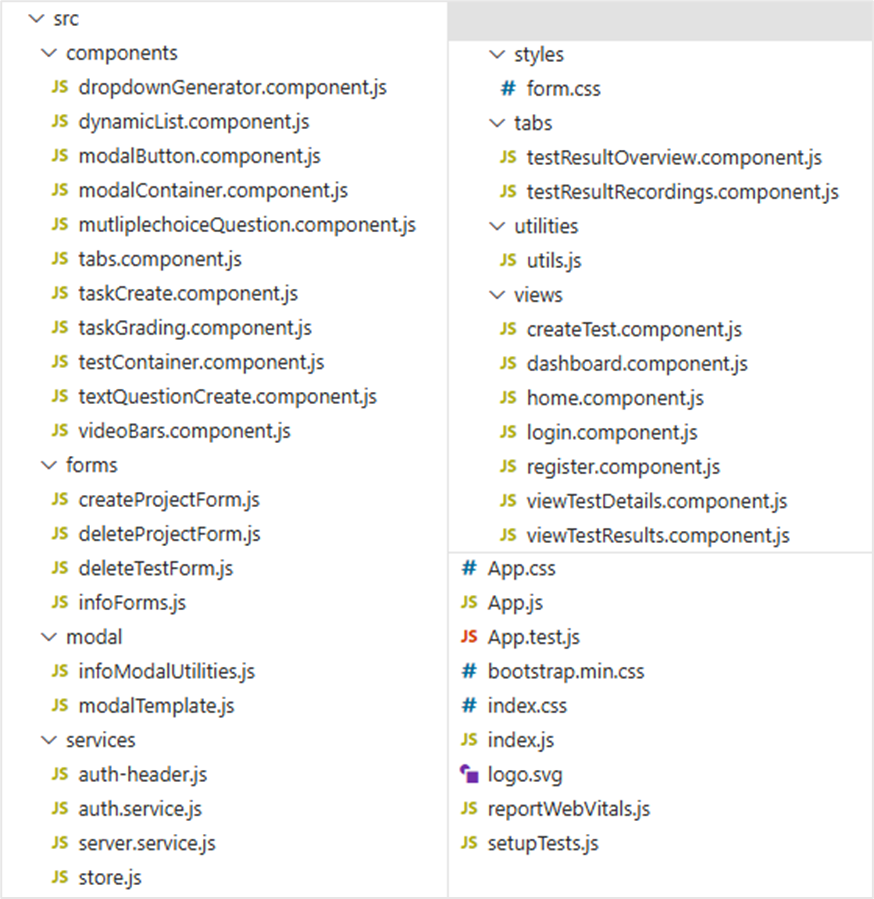 src
components
JS dropdownGenerator.component.js
JS dynamicList.component.js
JS modalButton.component.js
JS modalContainer.component.js
JS mutliplechoiceQuestion.component.js
JS tabs.component.js
JS taskCreate.component.js
JS taskGrading.component.js
JS testContainer.component.js
JS textQuestionCreate.component.js
JS videoBars.component.js
forms
JS createProjectForm.js
JS deleteProjectForm.js
JS deleteTestForm.js
JS infoForms.js
modal
JS infoModalUtilities.js
JS modalTemplate.js
services
JS auth-header.js
JS auth.service.js
JS server.service.js
JS store.js
styles
# form.css
tabs
JS testResultOverview.component.js
JS testResultRecordings.component.js
utilities
JS utils.js
views
JS createTest.component.js
JS dashboard.component.js
JS home.component.js
JS login.component.js
JS register.component.js
JS viewTestDetails.component.js
JS viewTestResults.component.js
# App.css
JS App.js
JS App.test.js
# bootstrap.min.css
# index.css
JS index.js
logo.svg
JS reportWebVitals.js
JS setupTests.js